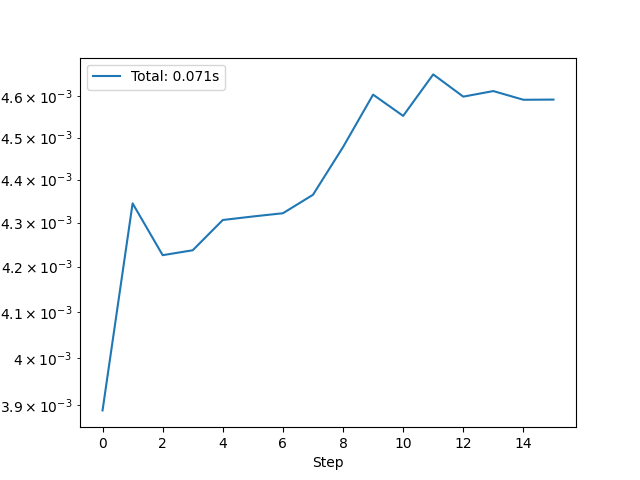 Total: 0.071s
4.6 × 10⁻³
4.5 × 10⁻³
4.4 × 10⁻³
4.3 × 10⁻³
4.2 × 10⁻³
4.1 × 10⁻³
4 × 10⁻³
3.9 × 10⁻³
0 2 4 6 8 10 12 14
Step